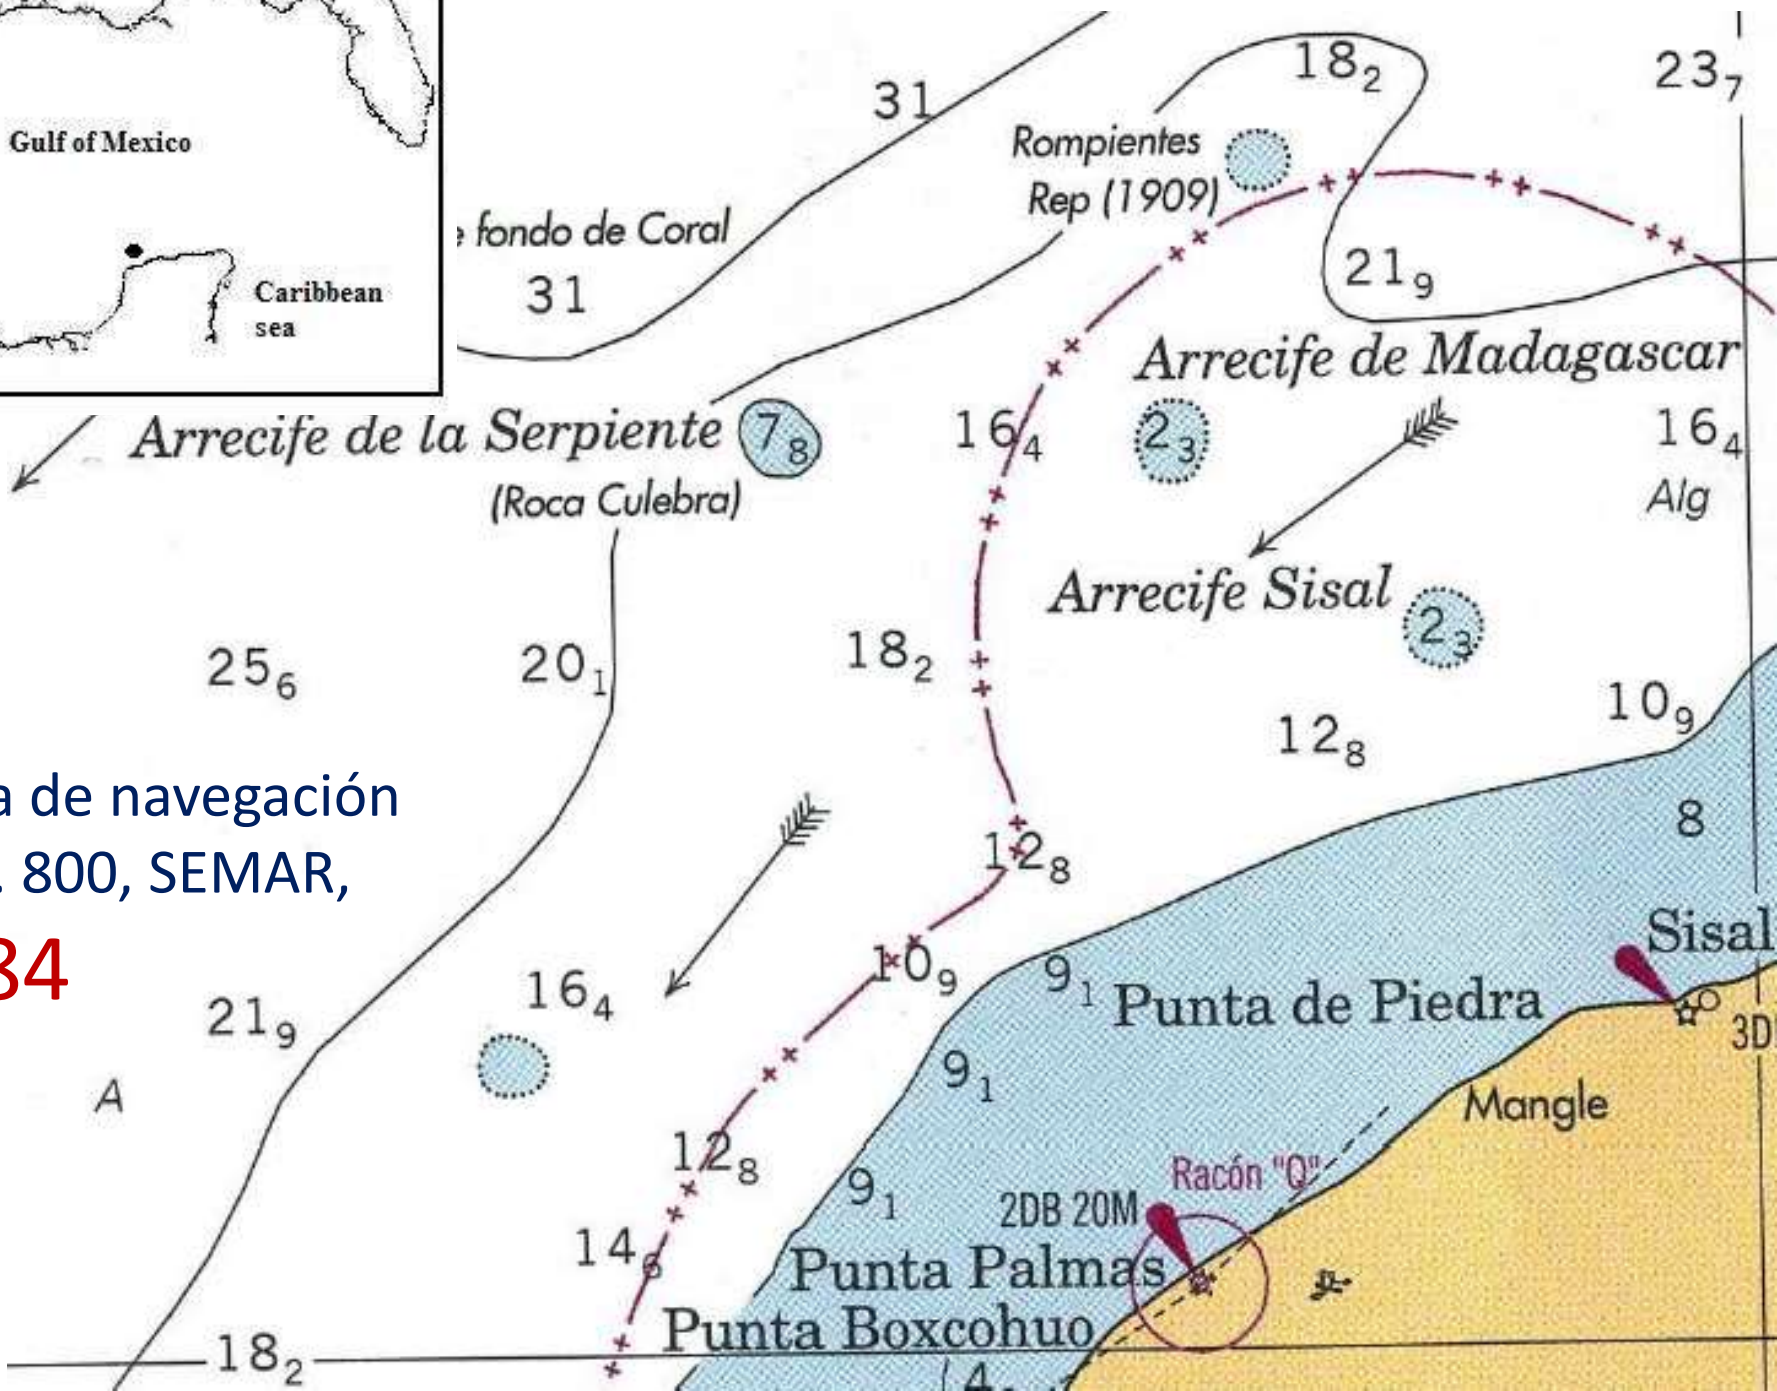 Gulf of Mexico
Caribbean
sea
31
18₂
23₇
Rompientes
Rep (1909)
fondo de Coral
31
21₉
Arrecife de Madagascar
Arrecife de la Serpiente
7₈
(Roca Culebra)
16₄
2₃
16₄
Alg
Arrecife Sisal
2₃
25₆
20₁
18₂
10₉
12₈
a de navegación
8
. 800, SEMAR,
12₈
84
Sisal
10₉
9₁
Punta de Piedra
16₄
21₉
3D
9₁
A
Mangle
12₈
Racón "Q"
9₁
2DB 20M
14₆
Punta Palmas
Punta Boxcohuo
18₂
4